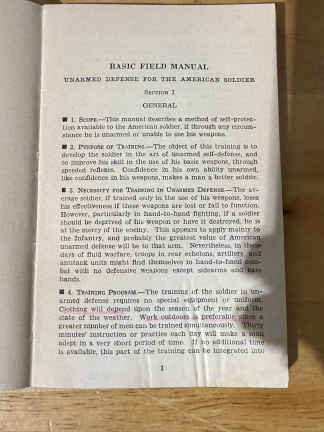 BASIC FIELD MANUAL
UNARMED DEFENSE FOR THE AMERICAN SOLDIER
Section I
GENERAL
■ 1. Scope.—This manual describes a method of self-protec-
tion available to the American soldier, if through any circum-
stance he is unarmed or unable to use his weapons.
■ 2. Purpose of Training.—The object of this training is to
develop the soldier in the art of unarmed self-defense, and
to improve his skill in the use of his basic weapon, through
speeded reflexes. Confidence in his own ability unarmed,
like confidence in his weapons, makes a man a better soldier.
■ 3. Necessity for Training in Unarmed Defense.—The av-
erage soldier, if trained only in the use of his weapons, loses
his effectiveness if these weapons are lost or fail to function.
However, particularly in hand-to-hand fighting, if a soldier
should be deprived of his weapon or have it destroyed, he is
at the mercy of the enemy. This appears to apply mainly to
the Infantry, and probably the greatest value of American
unarmed defense will be to that arm. Nevertheless, in these
days of fluid warfare, troops in rear echelons, artillery, and
antitank units might find themselves in hand-to-hand com-
bat with no defensive weapons except sidearms and bare
hands.
■ 4. Training Program.—The training of the soldier in un-
armed defense requires no special equipment or uniform.
Clothing will depend upon the season of the year and the
state of the weather. Work outdoors is preferable since a
greater number of men can be trained simultaneously. Thirty
minutes' instruction or practice each day will make a man
adept in a very short period of time. If no additional time
is available, this part of the training can be integrated into
1